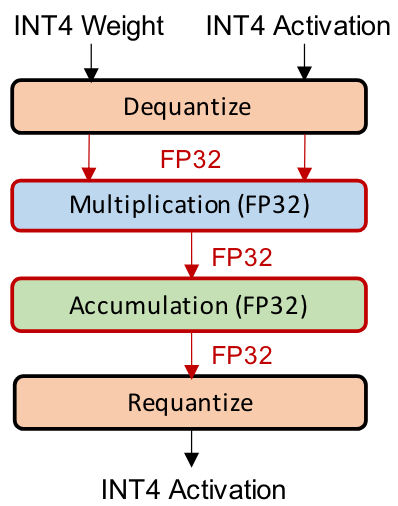 INT4 Weight INT4 Activation
Dequantize
FP32
Multiplication (FP32)
FP32
Accumulation (FP32)
FP32
Requantize
INT4 Activation